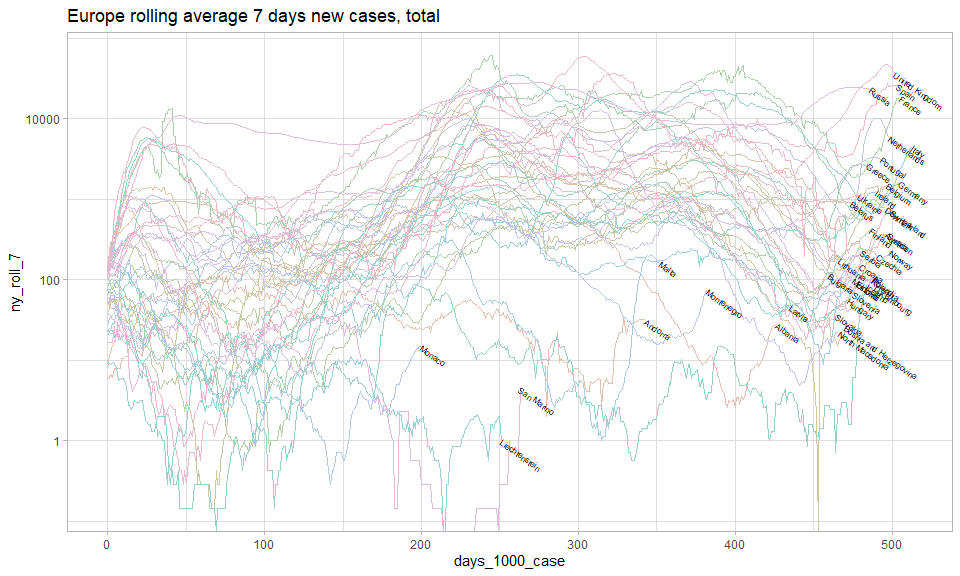 Europe rolling average 7 days new cases, total
ny_roll_7
10000
100
1
United Kingdom
Spain
Russia
France
Italy
Netherlands
Portugal
Greece
Germany
Belgium
Ukraine
Ireland
Belarus
Finland
Norway
Serbia
Czechia
Croatia
Lithuania
Malta
Bulgaria
Slovenia
Hungary
Montenegro
Latvia
Andorra
Albania
Slovakia
Bosnia and Herzegovina
North Macedonia
Monaco
San Marino
Liechtenstein
0
100
200
300
400
500
days_1000_case